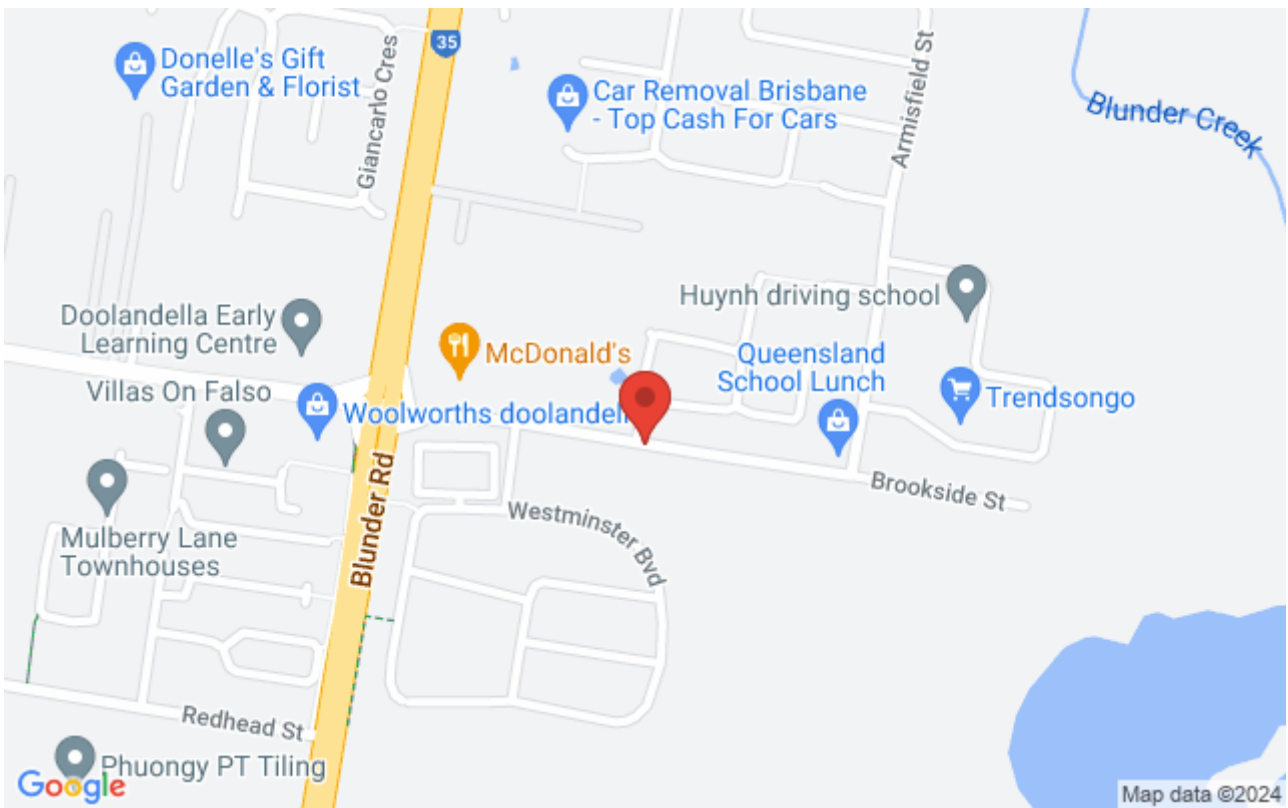 35
Donelle's Gift
Garden & Florist
Giancarlo Cres
Car Removal Brisbane
- Top Cash For Cars
Armisfield St
Blunder Creek
Huynh driving school
Doolandella Early
Learning Centre
McDonald's
Queensland
School Lunch
Villas On Falso
Woolworths doolandell
Trendsongo
Blunder Rd
Brookside St
Westminster Bvd
Mulberry Lane
Townhouses
Redhead St
Phuongy PT Tiling
Google
Map data ©2024